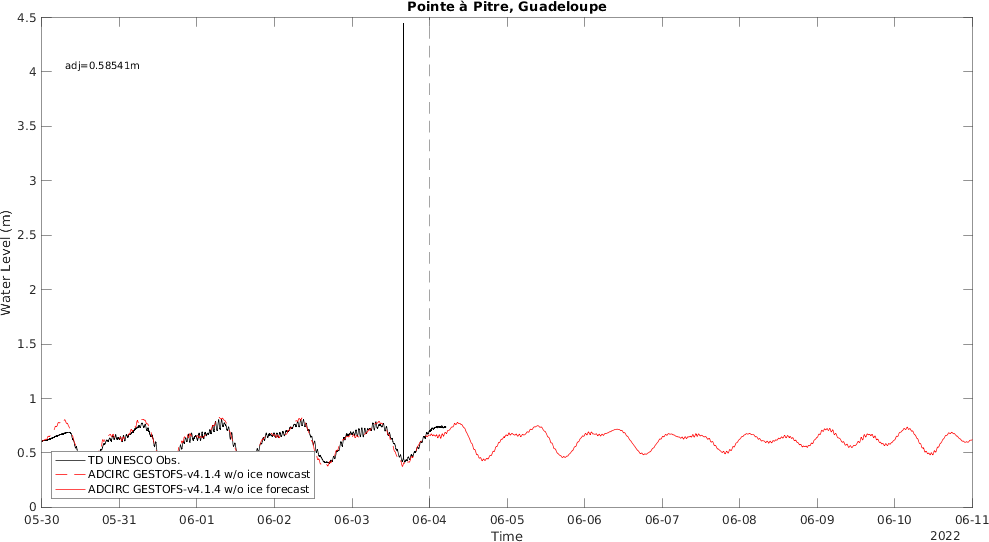 Pointe à Pitre, Guadeloupe
4.5
4
3.5
3
2.5
2
1.5
1
0.5
0
Water Level (m)
adj=0.58541m
TD UNESCO Obs.
ADCIRC GESTOFS-v4.1.4 w/o ice nowcast
ADCIRC GESTOFS-v4.1.4 w/o ice forecast
05-30 05-31 06-01 06-02 06-03 06-04 06-05 06-06 06-07 06-08 06-09 06-10 06-11
Time
2022